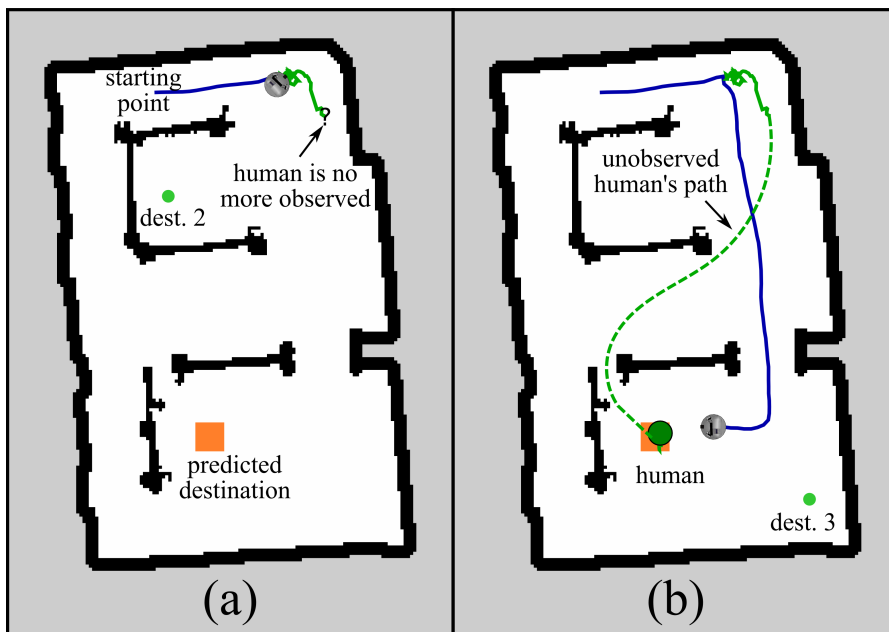 starting
point
human is no
more observed
dest. 2
predicted
destination
(a)
unobserved
human's path
human
dest. 3
(b)